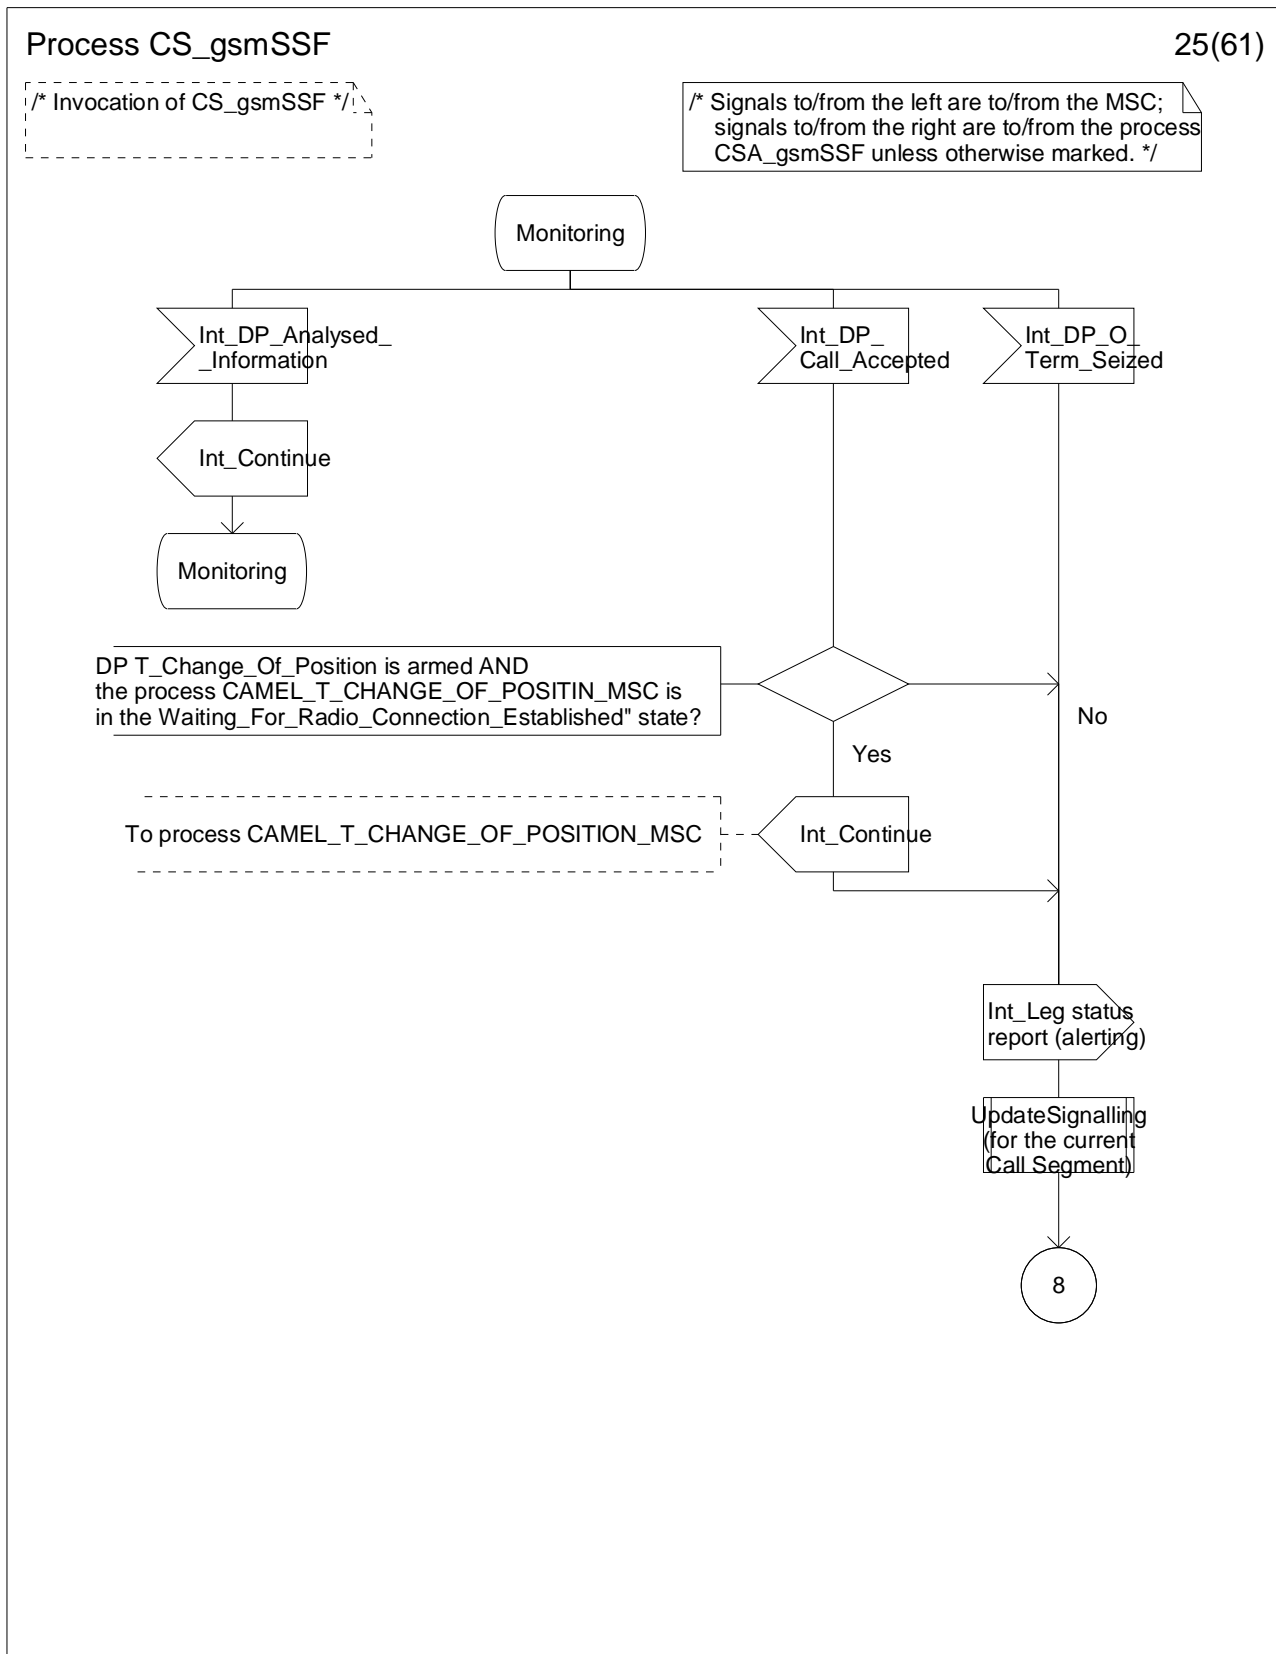 Process CS_gsmSSF
25(61)
/* Invocation of CS_gsmSSF */
/* Signals to/from the left are to/from the MSC;
signals to/from the right are to/from the process
CSA_gsmSSF unless otherwise marked. */
Monitoring
Int_DP_Analysed_
_Information
Int_DP_
Call_Accepted
Int_DP_O_
Term_Seized
Int_Continue
Monitoring
DP T_Change_Of_Position is armed AND
the process CAMEL_T_CHANGE_OF_POSITIN_MSC is
in the Waiting_For_Radio_Connection_Established" state?
No
Yes
To process CAMEL_T_CHANGE_OF_POSITION_MSC
Int_Continue
Int_Leg status
report (alerting)
UpdateSignalling
(for the current
Call Segment)
8